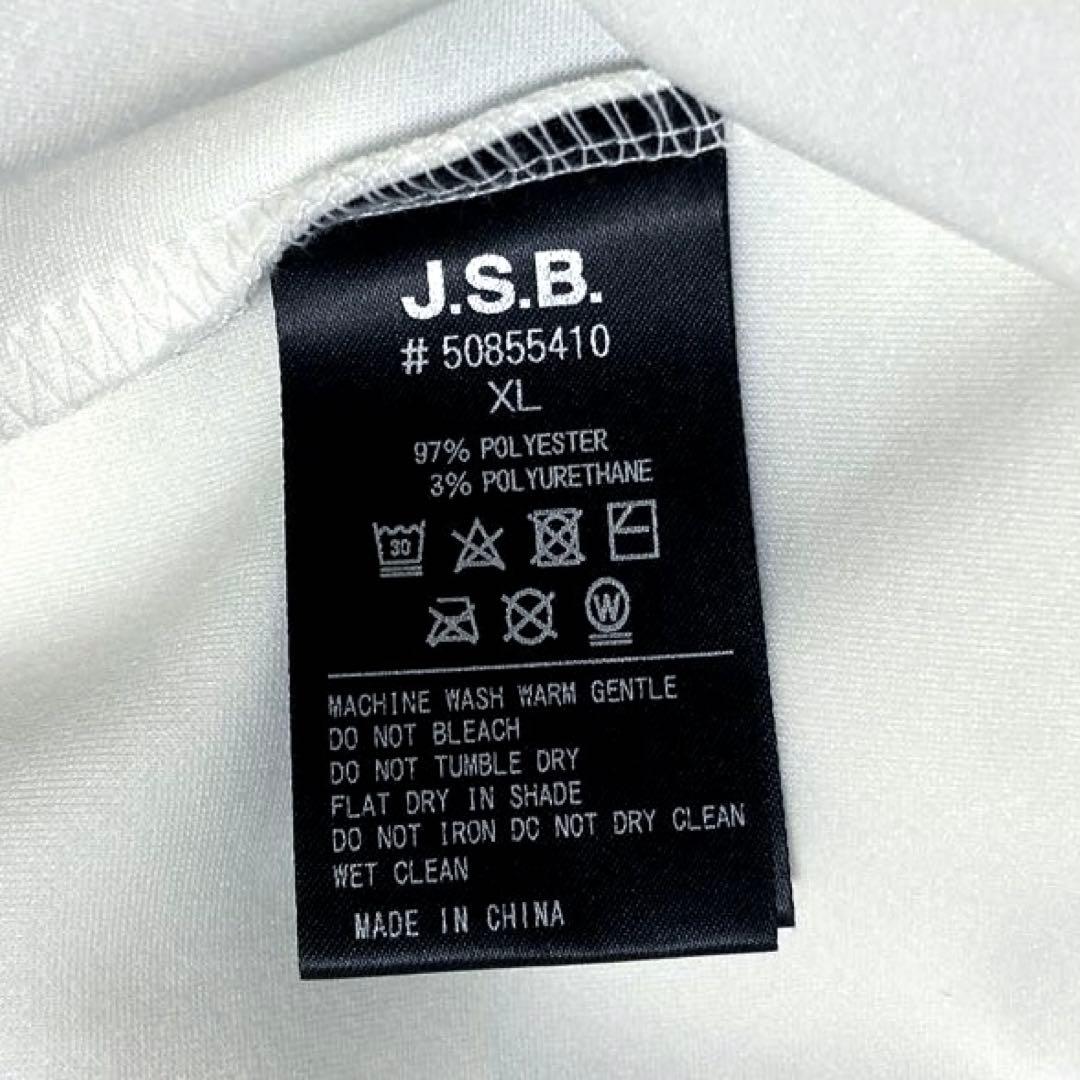 J.S.B.
# 50855410
XL
97% POLYESTER
3% POLYURETHANE
30
W
MACHINE WASH WARM GENTLE
DO NOT BLEACH
DO NOT TUMBLE DRY
FLAT DRY IN SHADE
DO NOT IRON DO NOT DRY CLEAN
WET CLEAN
MADE IN CHINA